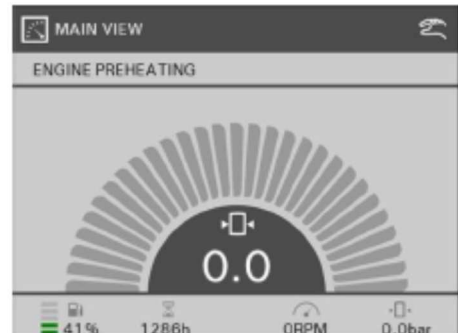 MAIN VIEW
ENGINE PREHEATING
0.0
41% 1286h 0RPM 0.0bar